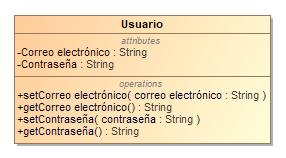 Usuario
attributes
-Correo electrónico : String
-Contraseña : String
operations
+setCorreo electrónico( correo electrónico : String )
+getCorreo electrónico() : String
+setContraseña( contraseña : String )
+getContraseña() : String